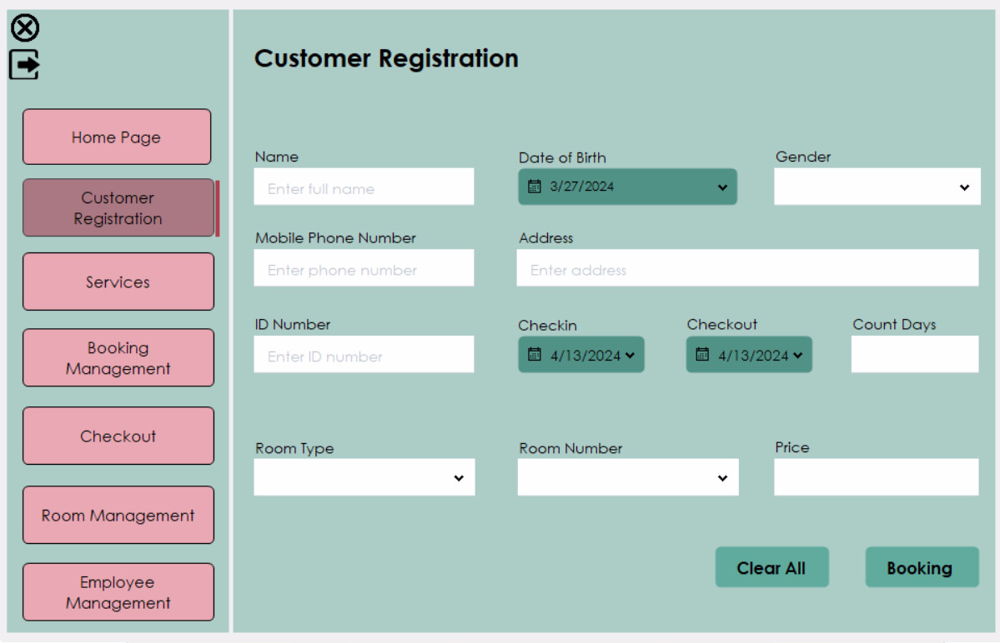 Customer Registration
Home Page
Customer
Registration
Services
Booking
Management
Checkout
Room Management
Employee
Management
Name
Date of Birth
Gender
Enter full name
3/27/2024
Mobile Phone Number
Address
Enter phone number
Enter address
ID Number
Checkin
Checkout
Count Days
Enter ID number
4/13/2024
4/13/2024
Room Type
Room Number
Price
Clear All
Booking